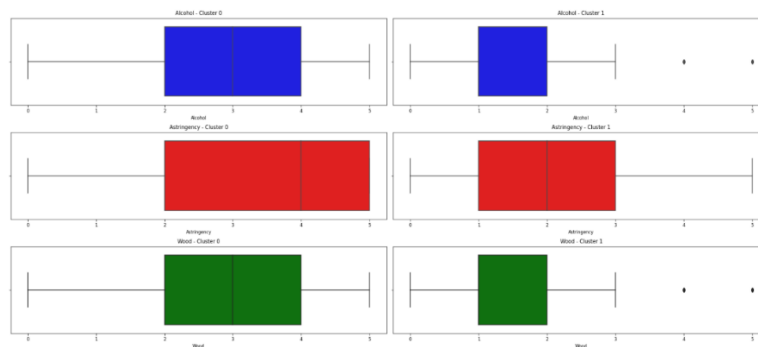 Alcohol - Cluster 0
0 1 2 3 4 5
Alcohol
Alcohol - Cluster 1
0 1 2 3 4 5
Alcohol
Astringency - Cluster 0
0 1 2 3 4 5
Astringency
Astringency - Cluster 1
0 1 2 3 4 5
Astringency
Wood - Cluster 0
0 1 2 3 4 5
Wood
Wood - Cluster 1
0 1 2 3 4 5
Wood